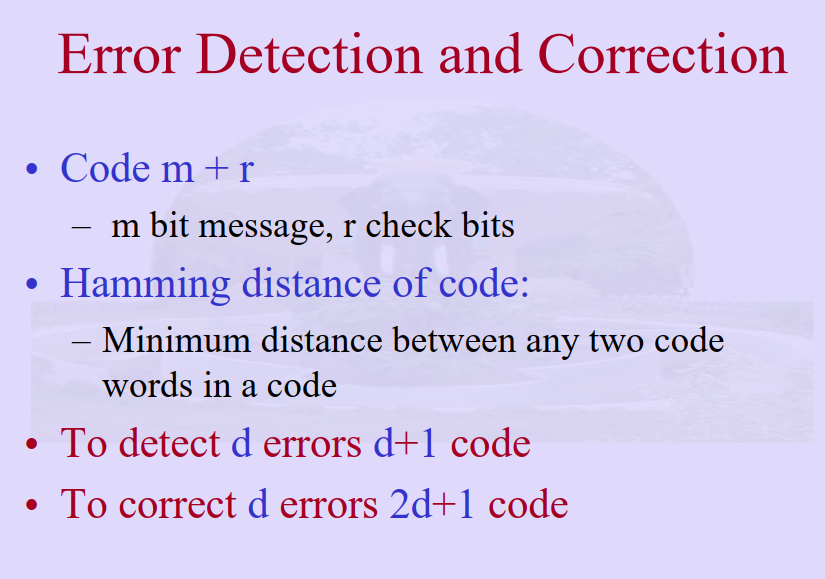 Error Detection and Correction
• Code m + r
– m bit message, r check bits
• Hamming distance of code:
– Minimum distance between any two code
words in a code
• To detect d errors d+1 code
• To correct d errors 2d+1 code